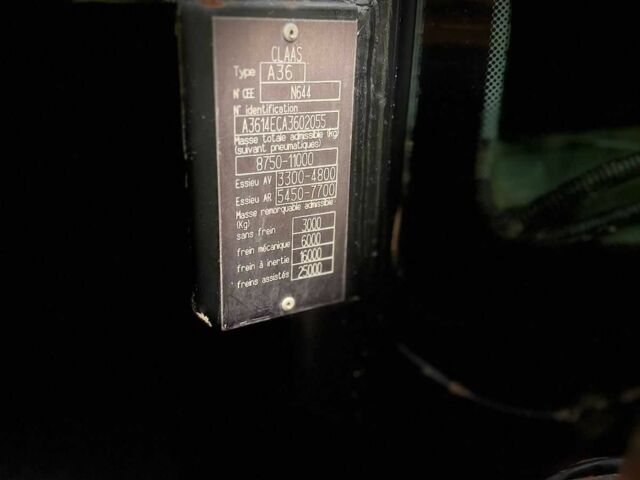 CLAAS
Type A36
N° CEE N644
N° identification
A3614ECA3602055
Masse totale admissible (kg)
(suivant pneumatiques)
8750-11000
Essieu AV 3300-4800
Essieu AR 5450-7700
Masse remorquable admissible
(Kg)
sans frein 3000
frein mécanique 6000
frein à inertie 16000
freins assistés 25000